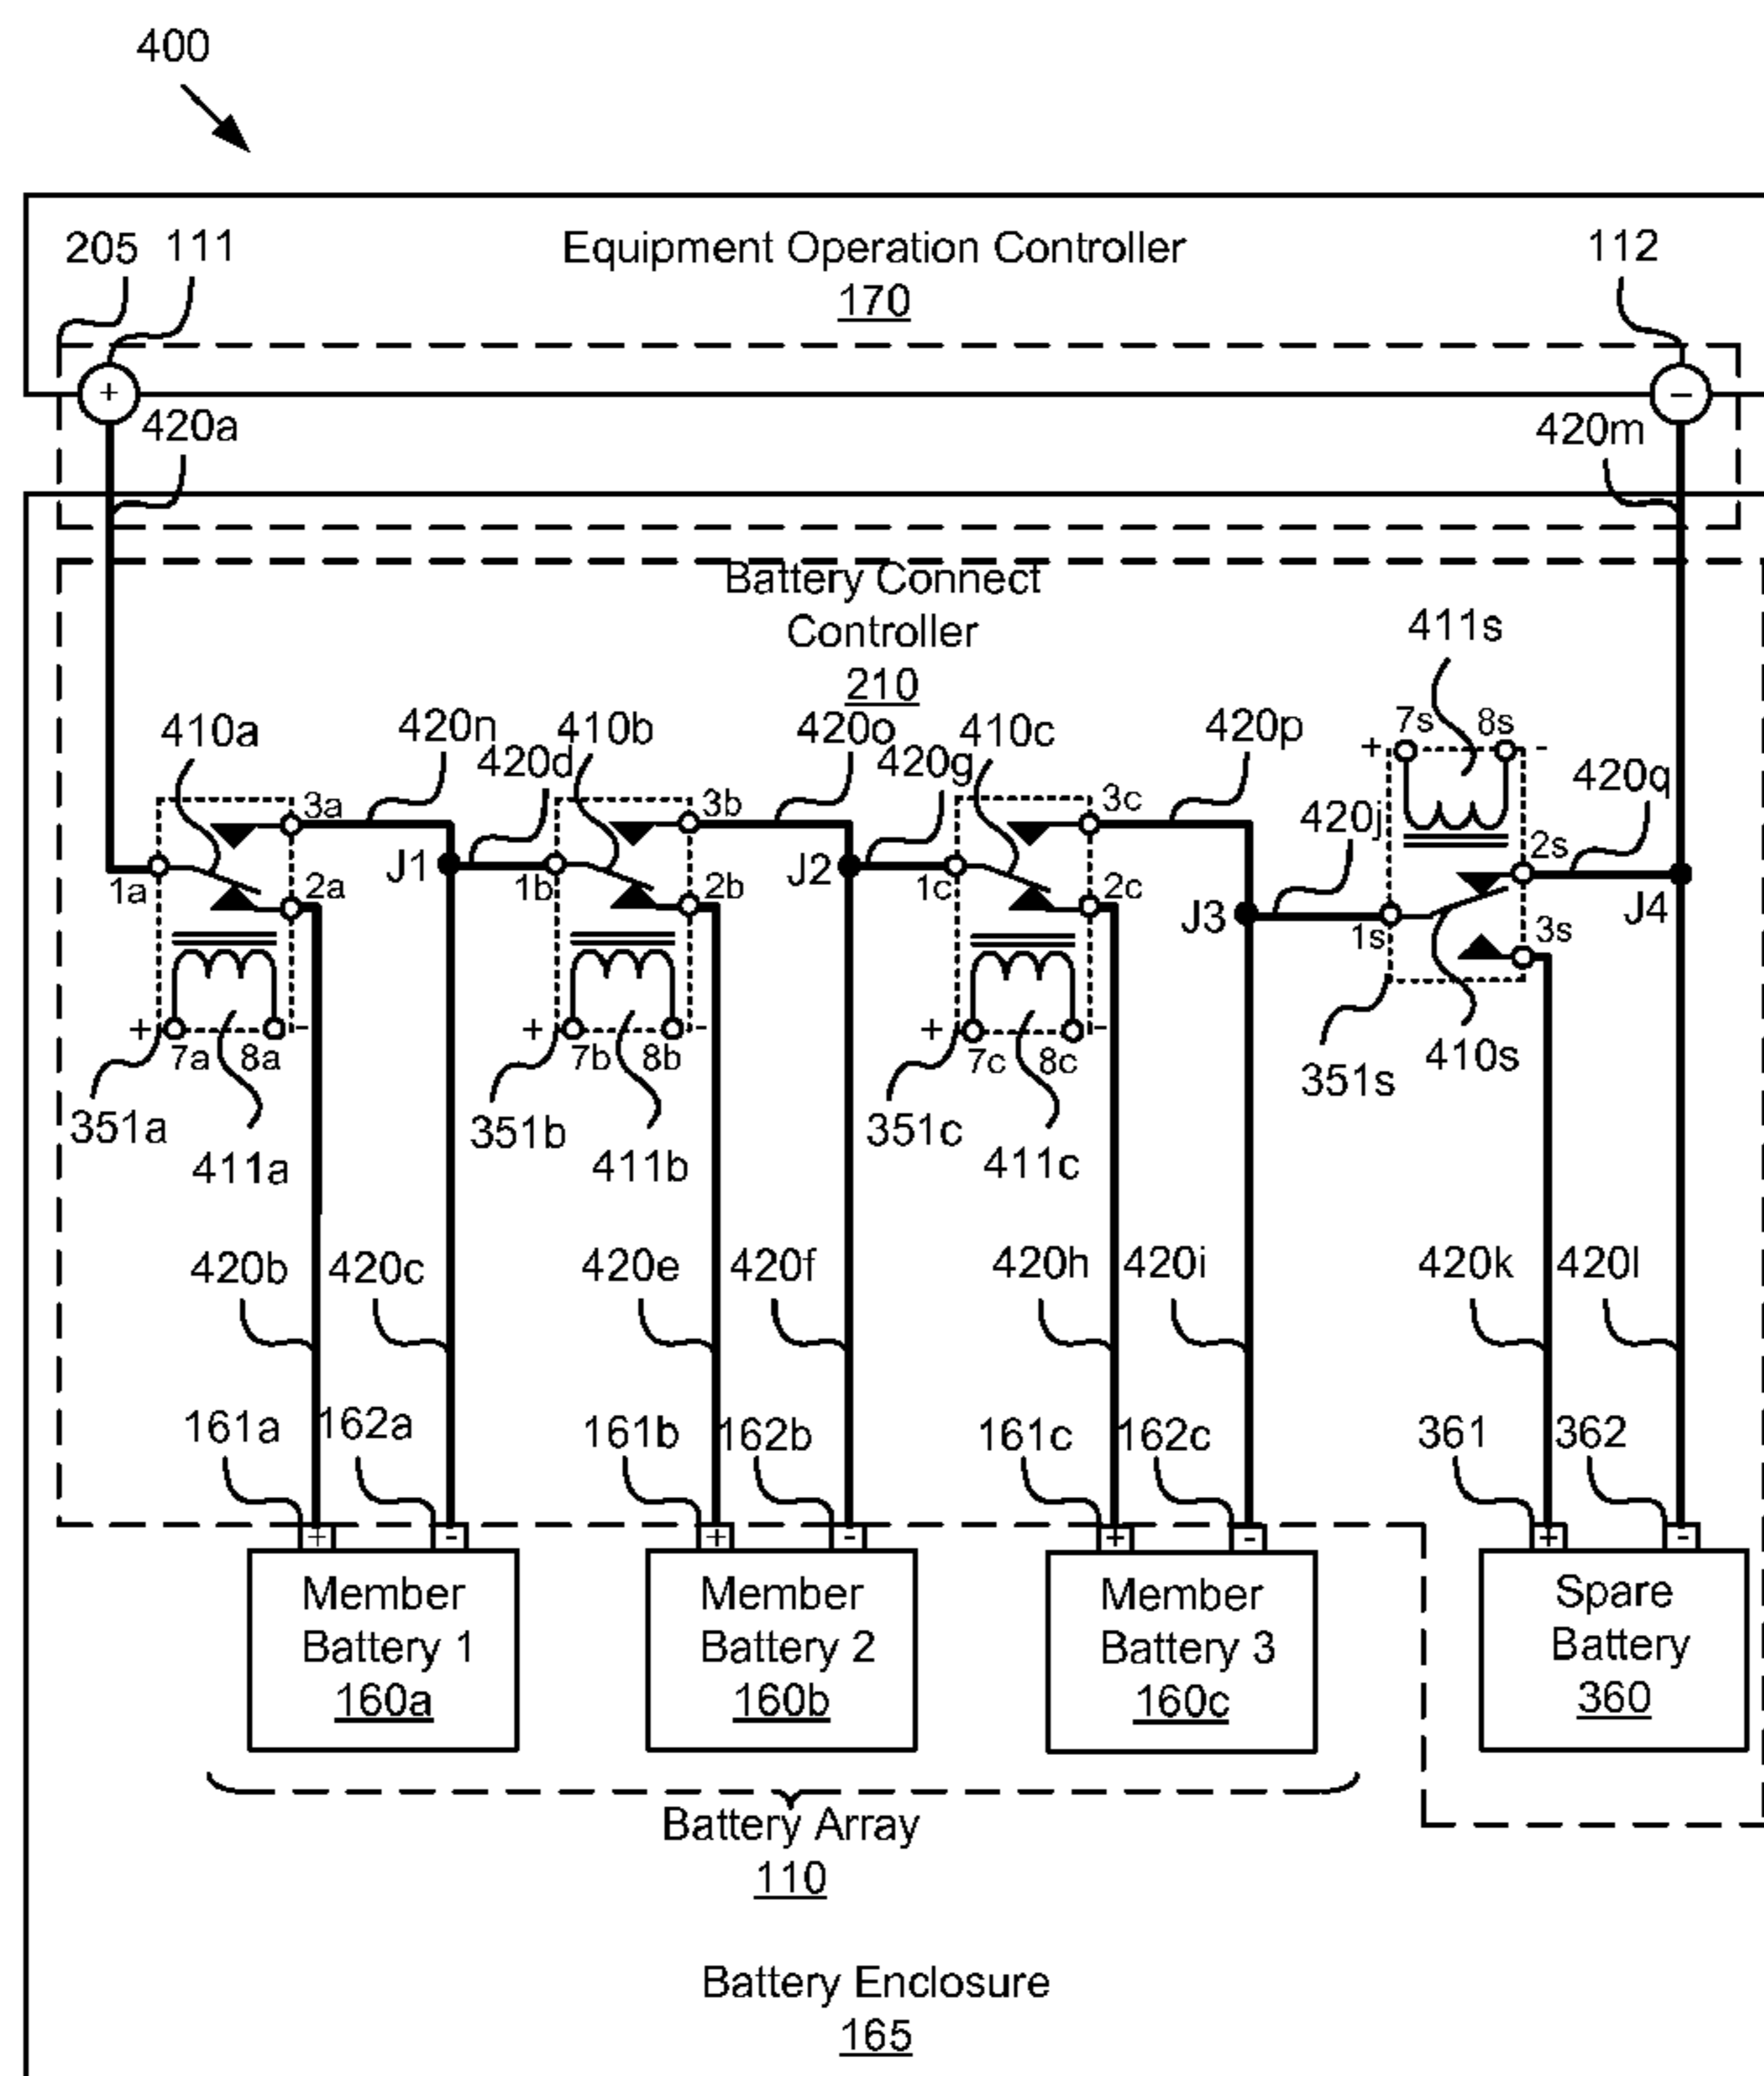 400
205
111
Equipment Operation Controller
170
112
+
−
420a
420m
Battery Connect
Controller
210
411s
410a
420n
420d
410b
420o
420g
410c
420p
7s
8s
+
-
420q
420j
3a
3b
3c
2s
1a
2a
J1
1b
2b
J2
1c
2c
J3
1s
3s
J4
+
7a
8a
-
+
7b
8b
-
+
7c
8c
-
351s
410s
351a
411a
351b
411b
351c
411c
420b
420c
420e
420f
420h
420i
420k
420l
161a
162a
161b
162b
161c
162c
361
362
+
-
+
-
+
-
+
-
Member
Battery 1
160a
Member
Battery 2
160b
Member
Battery 3
160c
Spare
Battery
360
Battery Array
110
Battery Enclosure
165